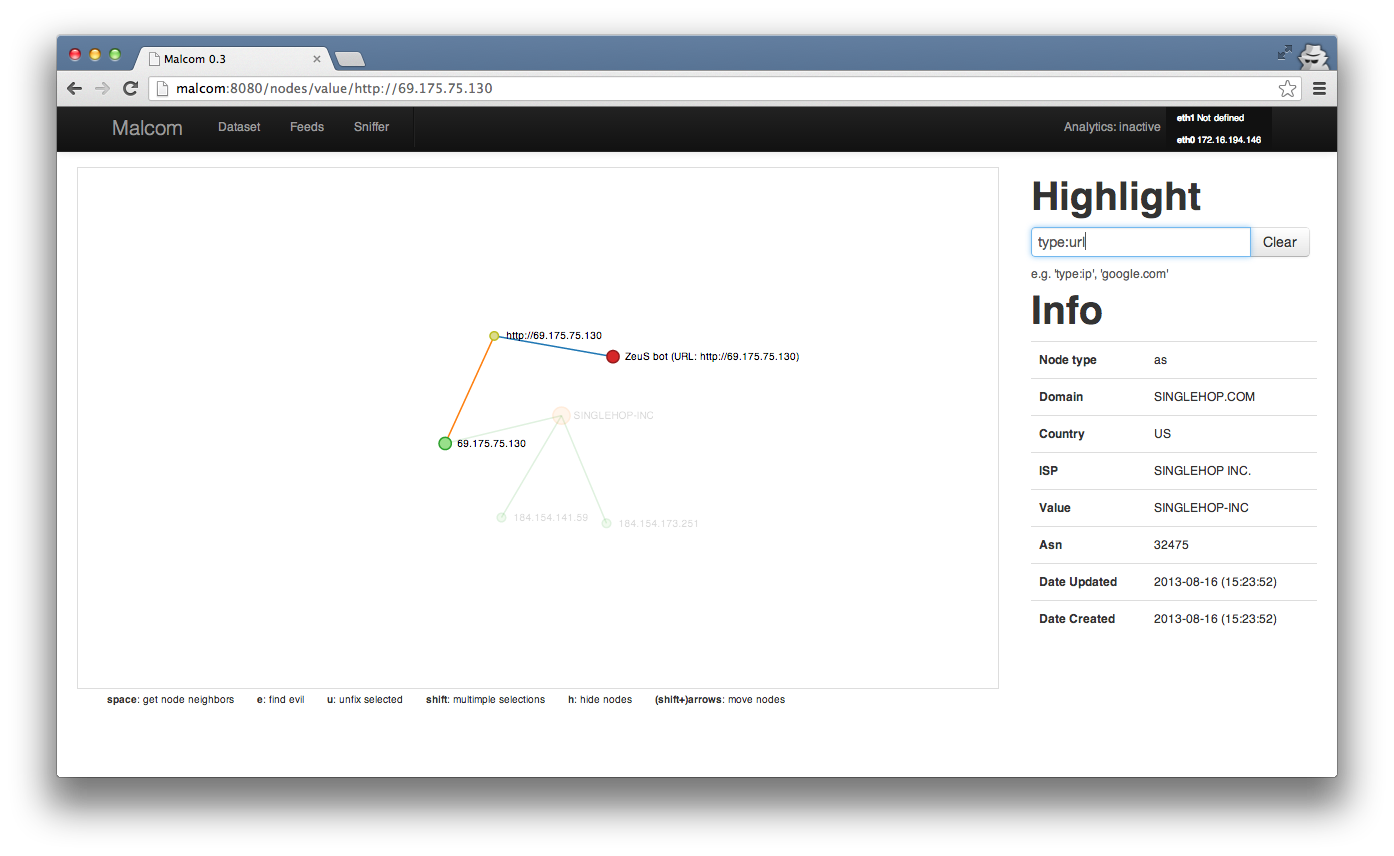 Malcom 0.3
malcom:8080/nodes/value/http://69.175.75.130
Malcom Dataset Feeds Sniffer Analytics: inactive
eth1 Not defined
eth0 172.16.194.146
http://69.175.75.130
ZeuS bot (URL: http://69.175.75.130)
SINGLEHOP-INC
69.175.75.130
184.154.141.59
184.154.173.251
space: get node neighbors e: find evil u: unfix selected shift: multimple selections h: hide nodes (shift+)arrows: move nodes
Highlight
type:url Clear
e.g. 'type:ip', 'google.com'
Info
Node type as
Domain SINGLEHOP.COM
Country US
ISP SINGLEHOP INC.
Value SINGLEHOP-INC
Asn 32475
Date Updated 2013-08-16 (15:23:52)
Date Created 2013-08-16 (15:23:52)